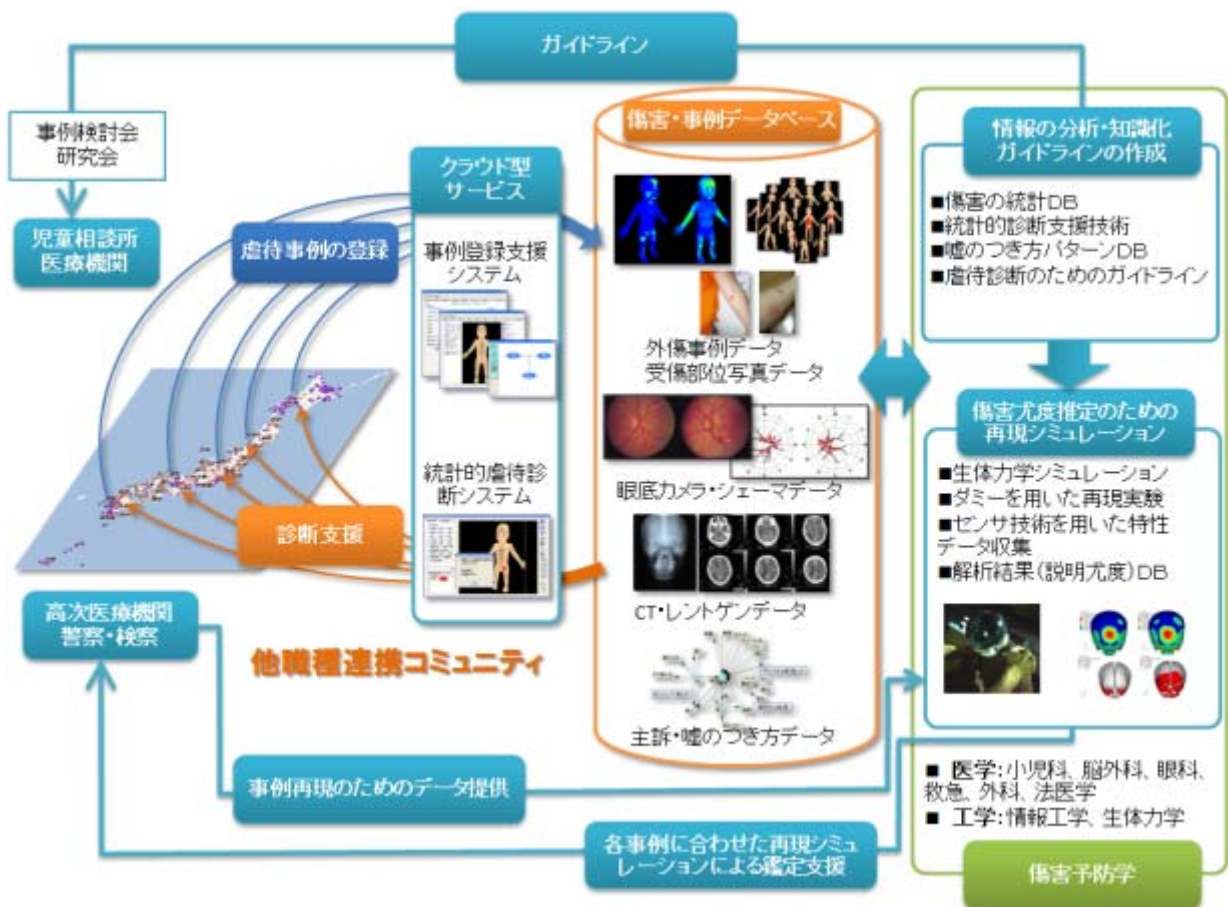 ガイドライン
事例検討会
研究会
児童相談所
医療機関
虐待事例の登録
診断支援
クラウド型
サービス
事例登録支援
システム
統計的虐待診
断システム
傷害・事例データベース
外傷事例データ
受傷部位写真データ
眼底カメラ・シェーマデータ
CT・レントゲンデータ
主訴・嘘のつき方データ
情報の分析・知識化
ガイドラインの作成
■傷害の統計DB
■統計的診断支援技術
■嘘のつき方パターンDB
■虐待診断のためのガイドライン
傷害尤度推定のための
再現シミュレーション
■生体力学シミュレーション
■ダミーを用いた再現実験
■センサ技術を用いた特性
データ収集
■解析結果(説明尤度)DB
高次医療機関
警察・検察
他職種連携コミュニティ
事例再現のためのデータ提供
各事例に合わせた再現シミュ
レーションによる鑑定支援
■ 医学:小児科、脳外科、眼科、
救急、外科、法医学
■ 工学:情報工学、生体力学
傷害予防学